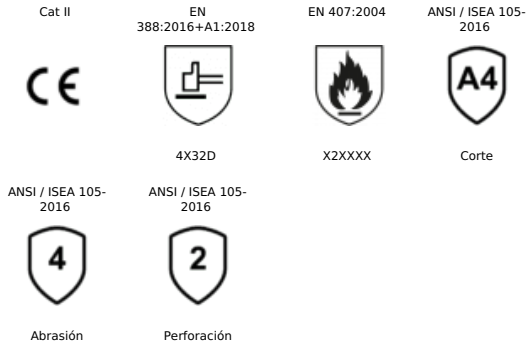 Cat II
EN
388:2016+A1:2018
EN 407:2004
ANSI / ISEA 105-
2016
CE
A4
4X32D
X2XXXX
Corte
ANSI / ISEA 105-
2016
ANSI / ISEA 105-
2016
4
2
Abrasión
Perforación